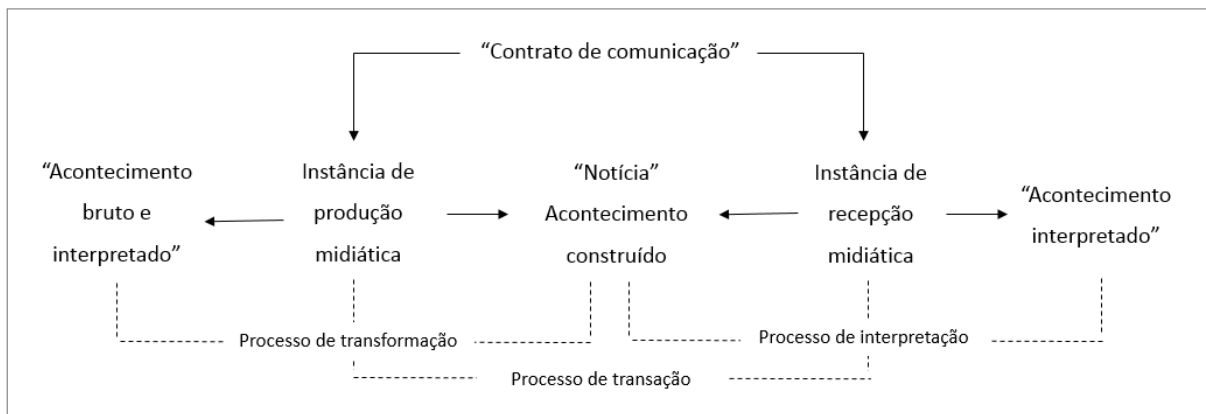 “Contrato de comunicação”
“Acontecimento
bruto e
interpretado”
Instância de
produção
midiática
“Notícia”
Acontecimento
construído
Instância de
recepção
midiática
“Acontecimento
interpretado”
Processo de transformação
Processo de interpretação
Processo de transação